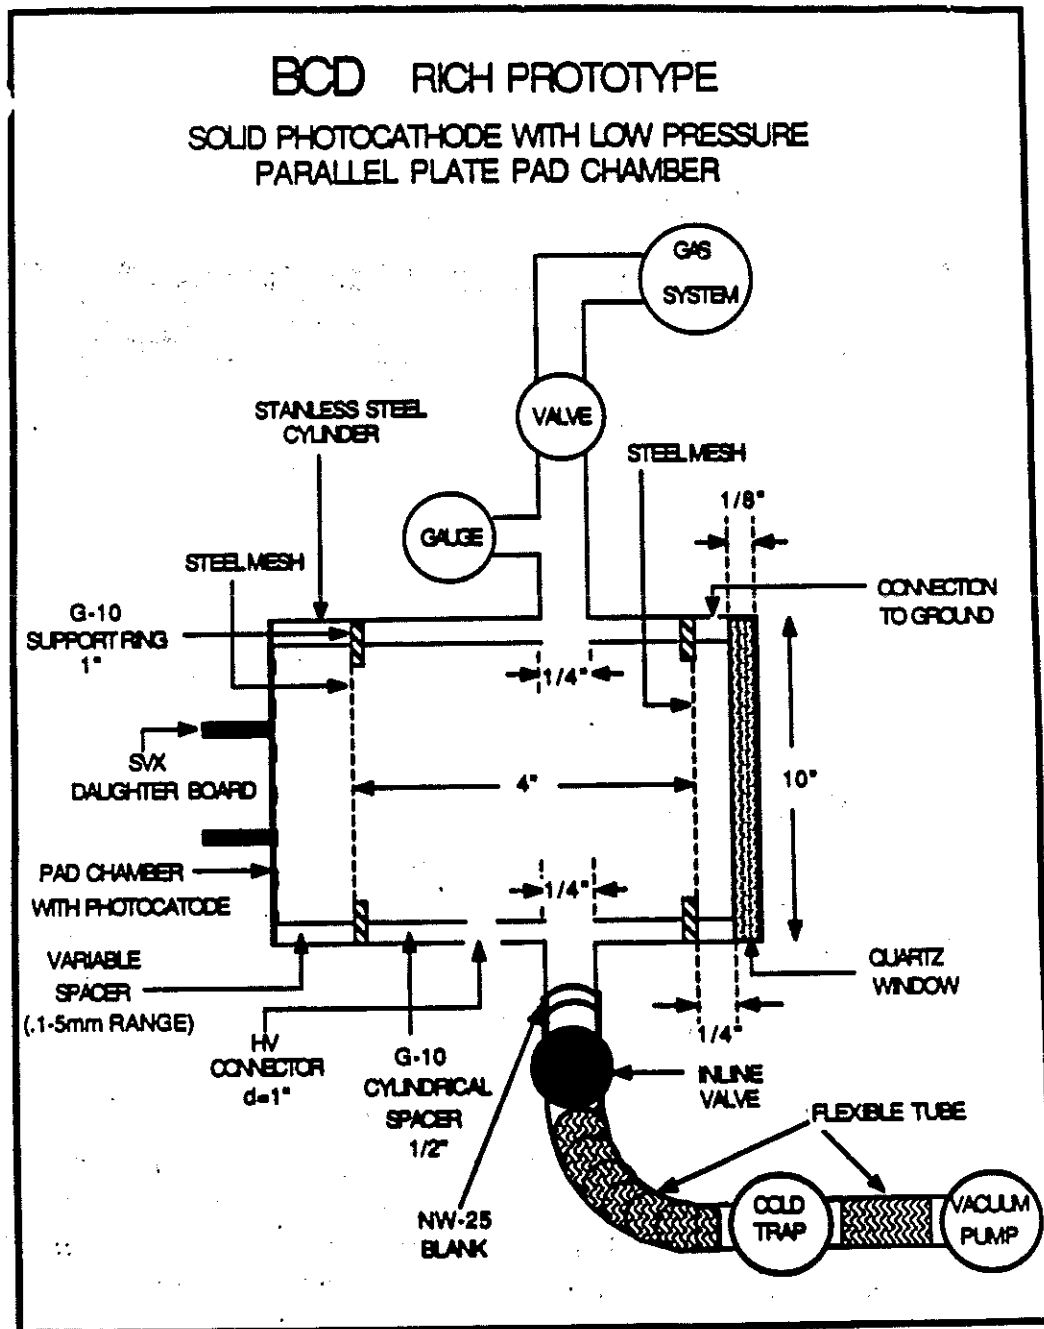 BCD RICH PROTOTYPE
SOLID PHOTOCATHODE WITH LOW PRESSURE
PARALLEL PLATE PAD CHAMBER
GAS
SYSTEM
STAINLESS STEEL
CYLINDER
VALVE
STEEL MESH
1/8"
GAUGE
STEEL MESH
CONNECTION
TO GROUND
G-10
SUPPORT RING
1"
1/4"
SVX
DAUGHTER BOARD
4"
10"
PAD CHAMBER
WITH PHOTOCATODE
1/4"
VARIABLE
SPACER
(.1-5mm RANGE)
QUARTZ
WINDOW
1/4"
HV
CONNECTOR
d=1"
G-10
CYLINDRICAL
SPACER
1/2"
INLINE
VALVE
FLEXIBLE TUBE
NW-25
BLANK
COLD
TRAP
VACUUM
PUMP